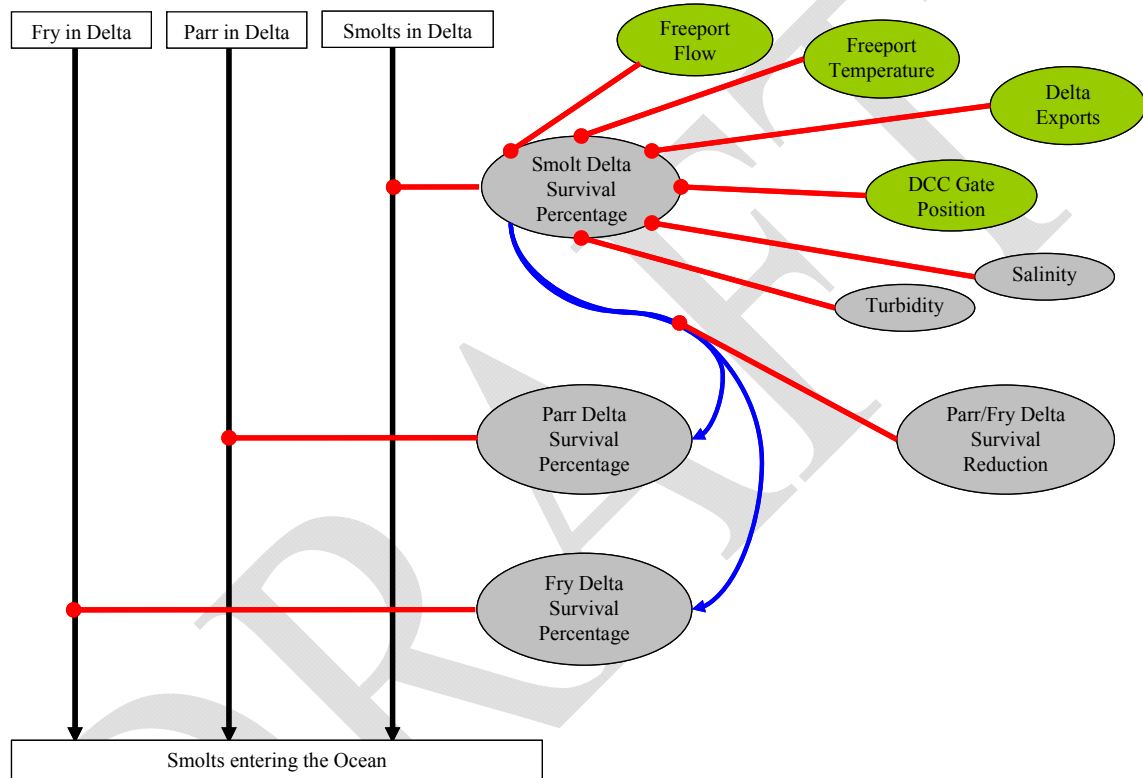 Fry in Delta
Parr in Delta
Smolts in Delta
Freeport
Flow
Freeport
Temperature
Delta
Exports
Smolt Delta
Survival
Percentage
DCC Gate
Position
Salinity
Turbidity
Parr Delta
Survival
Percentage
Parr/Fry Delta
Survival
Reduction
Fry Delta
Survival
Percentage
Smolts entering the Ocean
DRAFT